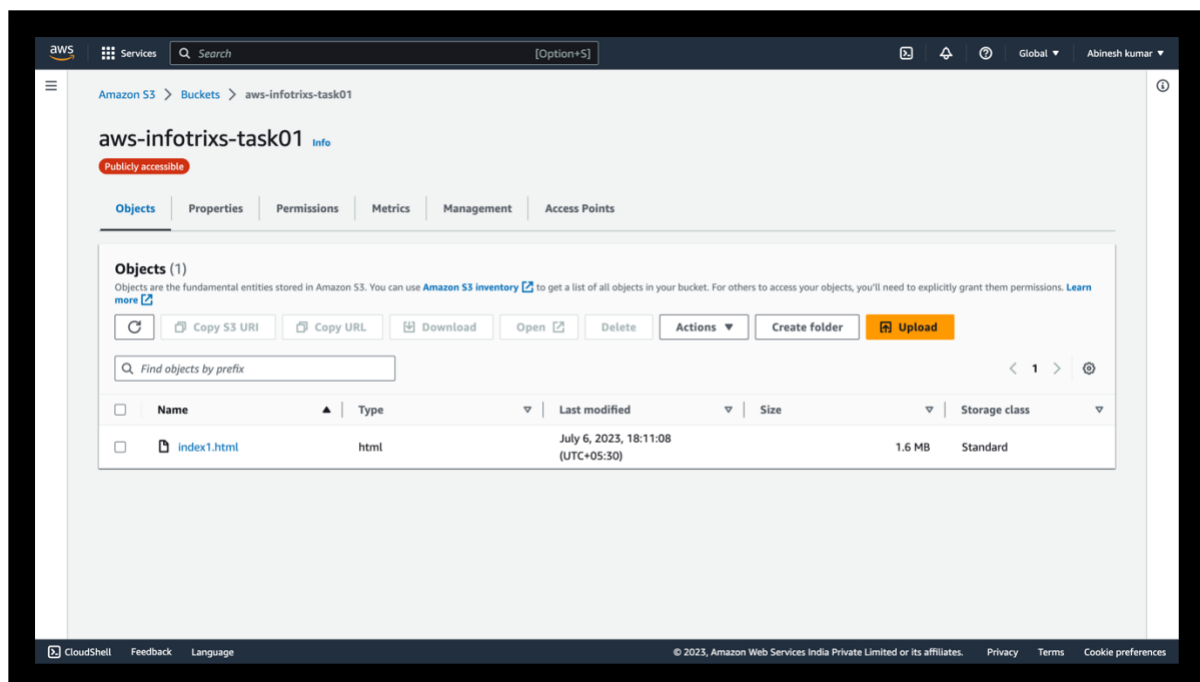 aws
Services
Search
[Option+S]
Global
Abinesh kumar
Amazon S3
Buckets
aws-infotrixs-task01
aws-infotrixs-task01
Info
Publicly accessible
Objects
Properties
Permissions
Metrics
Management
Access Points
Objects (1)
Objects are the fundamental entities stored in Amazon S3. You can use Amazon S3 inventory to get a list of all objects in your bucket. For others to access your objects, you'll need to explicitly grant them permissions. Learn
more
Copy S3 URI
Copy URL
Download
Open
Delete
Actions
Create folder
Upload
Find objects by prefix
1
Name
Type
Last modified
Size
Storage class
index1.html
html
July 6, 2023, 18:11:08
(UTC+05:30)
1.6 MB
Standard
CloudShell
Feedback
Language
© 2023, Amazon Web Services India Private Limited or its affiliates.
Privacy
Terms
Cookie preferences